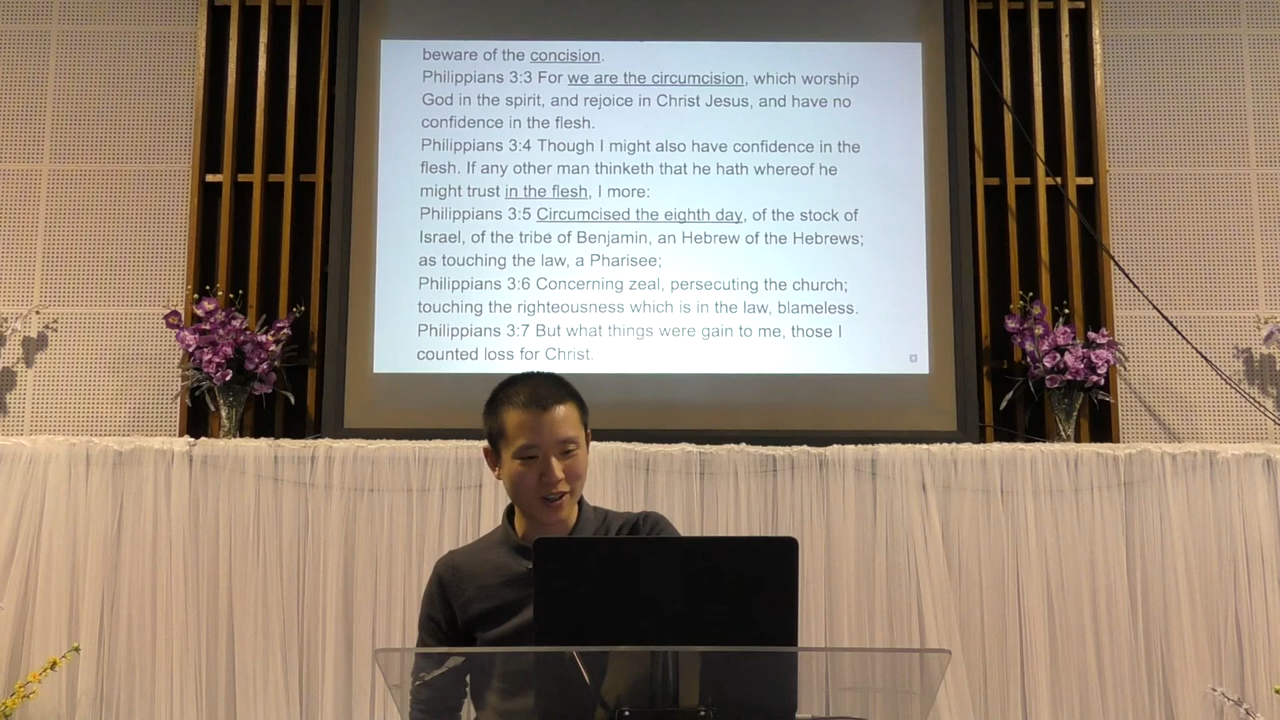 beware of the concision.
Philippians 3:3 For we are the circumcision, which worship
God in the spirit, and rejoice in Christ Jesus, and have no
confidence in the flesh.
Philippians 3:4 Though I might also have confidence in the
flesh. If any other man thinketh that he hath whereof he
might trust in the flesh, I more:
Philippians 3:5 Circumcised the eighth day, of the stock of
Israel, of the tribe of Benjamin, an Hebrew of the Hebrews;
as touching the law, a Pharisee;
Philippians 3:6 Concerning zeal, persecuting the church;
touching the righteousness which is in the law, blameless.
Philippians 3:7 But what things were gain to me, those I
counted loss for Christ.